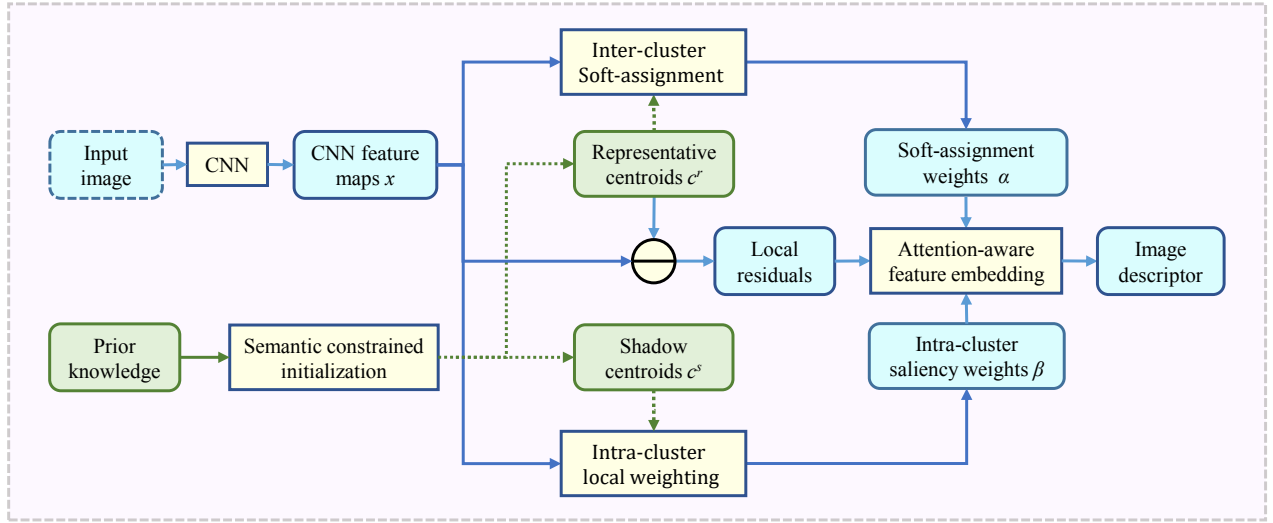 Inter-cluster
Soft-assignment
Input
image
CNN
CNN feature
maps x
Representative
centroids cʳ
Soft-assignment
weights α
Local
residuals
Attention-aware
feature embedding
Image
descriptor
Prior
knowledge
Semantic constrained
initialization
Shadow
centroids cˢ
Intra-cluster
saliency weights β
Intra-cluster
local weighting